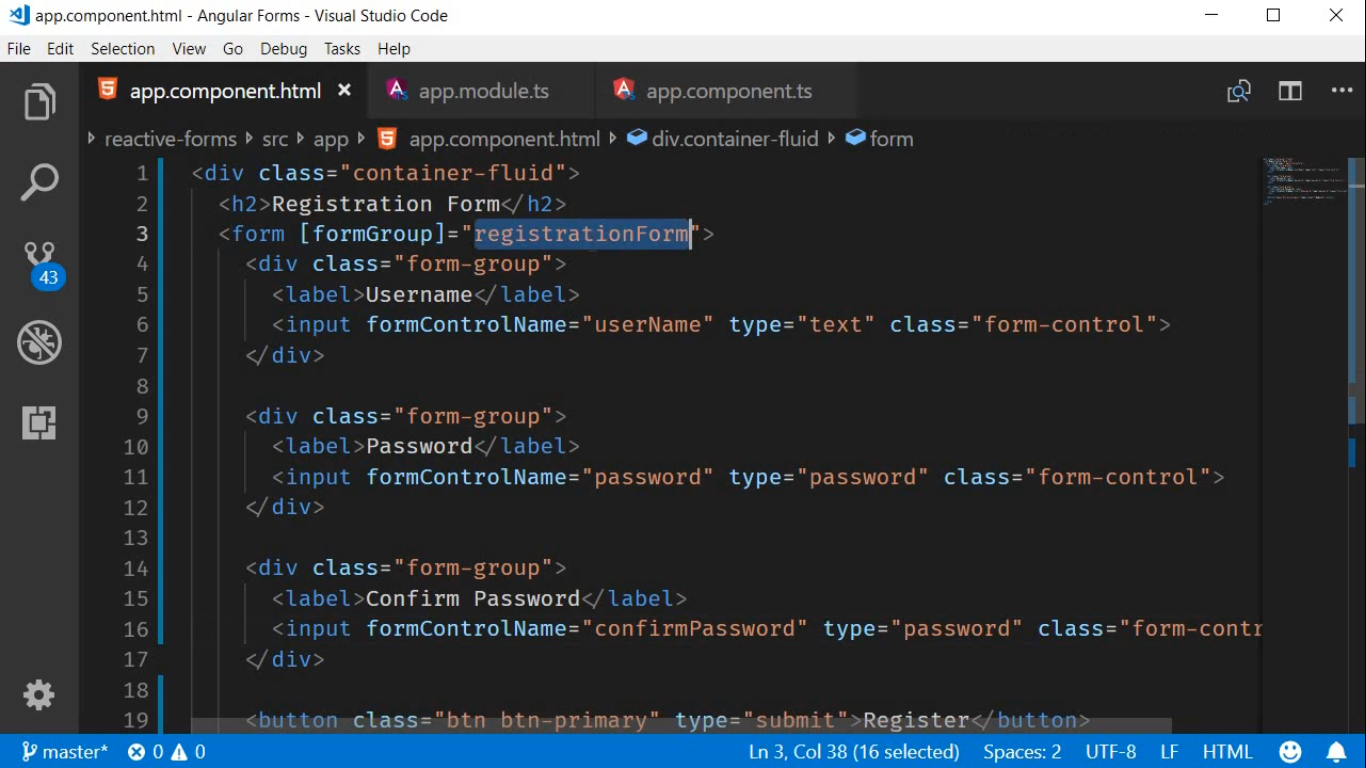 app.component.html - Angular Forms - Visual Studio Code
File Edit Selection View Go Debug Tasks Help
app.component.html app.module.ts app.component.ts
reactive-forms src app app.component.html div.container-fluid form
1 <div class="container-fluid">
2 <h2>Registration Form</h2>
3 <form [formGroup]="registrationForm">
4 <div class="form-group">
5 <label>Username</label>
6 <input formControlName="userName" type="text" class="form-control">
7 </div>
8
9 <div class="form-group">
10 <label>Password</label>
11 <input formControlName="password" type="password" class="form-control">
12 </div>
13
14 <div class="form-group">
15 <label>Confirm Password</label>
16 <input formControlName="confirmPassword" type="password" class="form-contr
17 </div>
18
19 <button class="btn btn-primary" type="submit">Register</button>
43
master* 0 0 Ln 3, Col 38 (16 selected) Spaces: 2 UTF-8 LF HTML